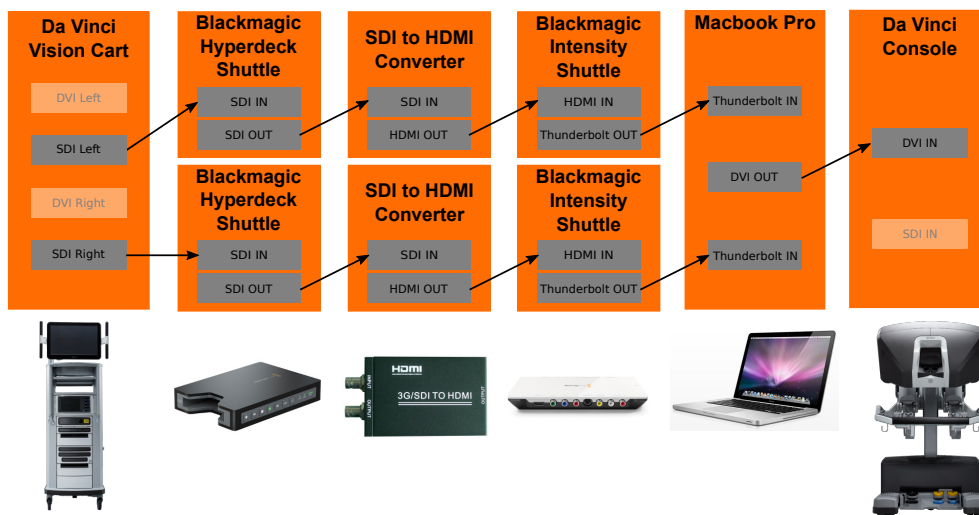 Da Vinci
Vision Cart
DVI Left
SDI Left
DVI Right
SDI Right
Blackmagic
Hyperdeck
Shuttle
SDI IN
SDI OUT
SDI to HDMI
Converter
SDI IN
HDMI OUT
Blackmagic
Intensity
Shuttle
HDMI IN
Thunderbolt OUT
Blackmagic
Hyperdeck
Shuttle
SDI IN
SDI OUT
SDI to HDMI
Converter
SDI IN
HDMI OUT
Blackmagic
Intensity
Shuttle
HDMI IN
Thunderbolt OUT
Macbook Pro
Thunderbolt IN
DVI OUT
Thunderbolt IN
Da Vinci
Console
DVI IN
SDI IN
HDMI
INPUT
OUTPUT
3G/SDI TO HDMI
OUTPUT